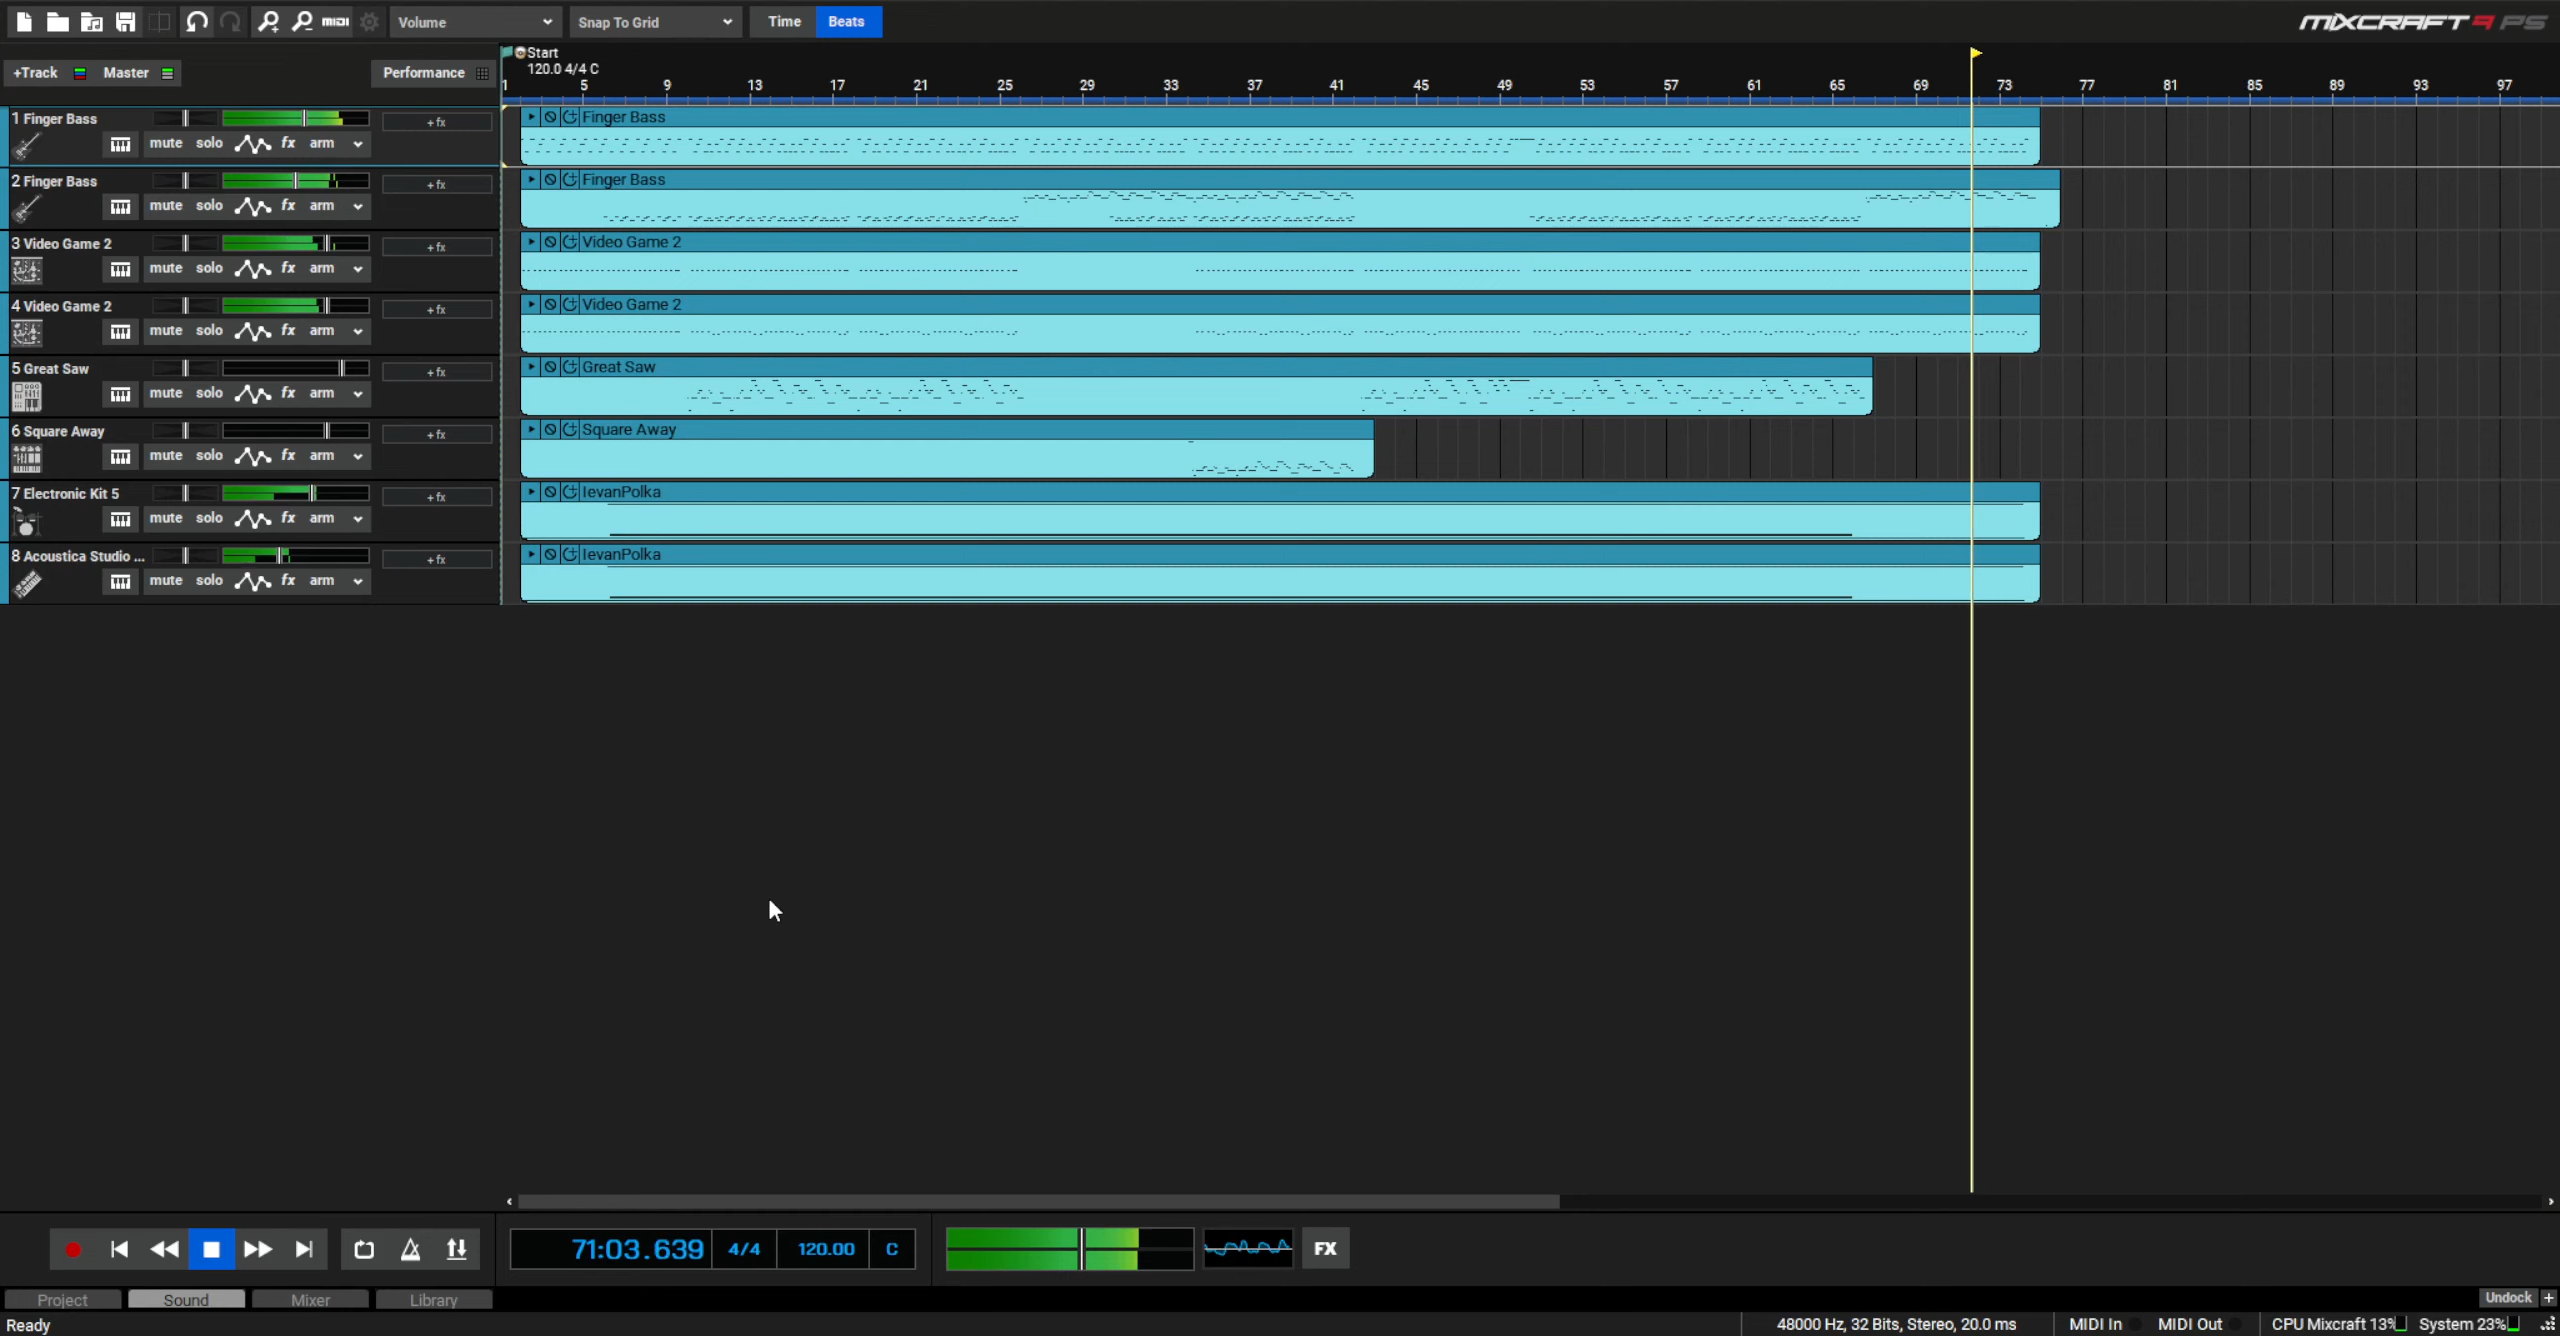 MIDI Volume Snap To Grid Time Beats MIXCRAFT 9 PS
Start
120.0 4/4 C
+Track Master Performance
1 5 9 13 17 21 25 29 33 37 41 45 49 53 57 61 65 69 73 77 81 85 89 93 97
1 Finger Bass +fx Finger Bass
mute solo fx arm
2 Finger Bass +fx Finger Bass
mute solo fx arm
3 Video Game 2 +fx Video Game 2
mute solo fx arm
4 Video Game 2 +fx Video Game 2
mute solo fx arm
5 Great Saw +fx Great Saw
mute solo fx arm
6 Square Away +fx Square Away
mute solo fx arm
7 Electronic Kit 5 +fx IevanPolka
mute solo fx arm
8 Acoustica Studio ... +fx IevanPolka
mute solo fx arm
71:03.639 4/4 120.00 C FX
Project Sound Mixer Library Undock +
Ready 48000 Hz, 32 Bits, Stereo, 20.0 ms MIDI In MIDI Out CPU Mixcraft 13% System 23%